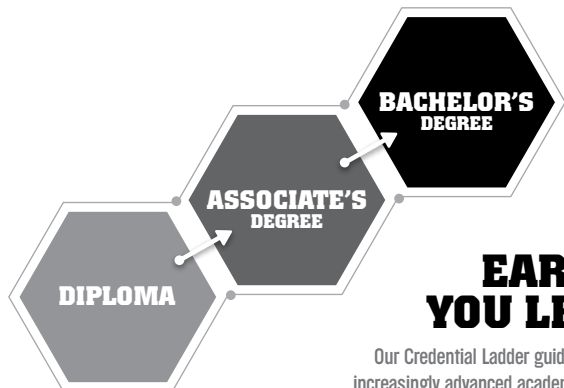 BACHELOR'S
DEGREE
ASSOCIATE'S
DEGREE
DIPLOMA
EAR
YOU LE
Our Credential Ladder guid
increasingly advanced acade